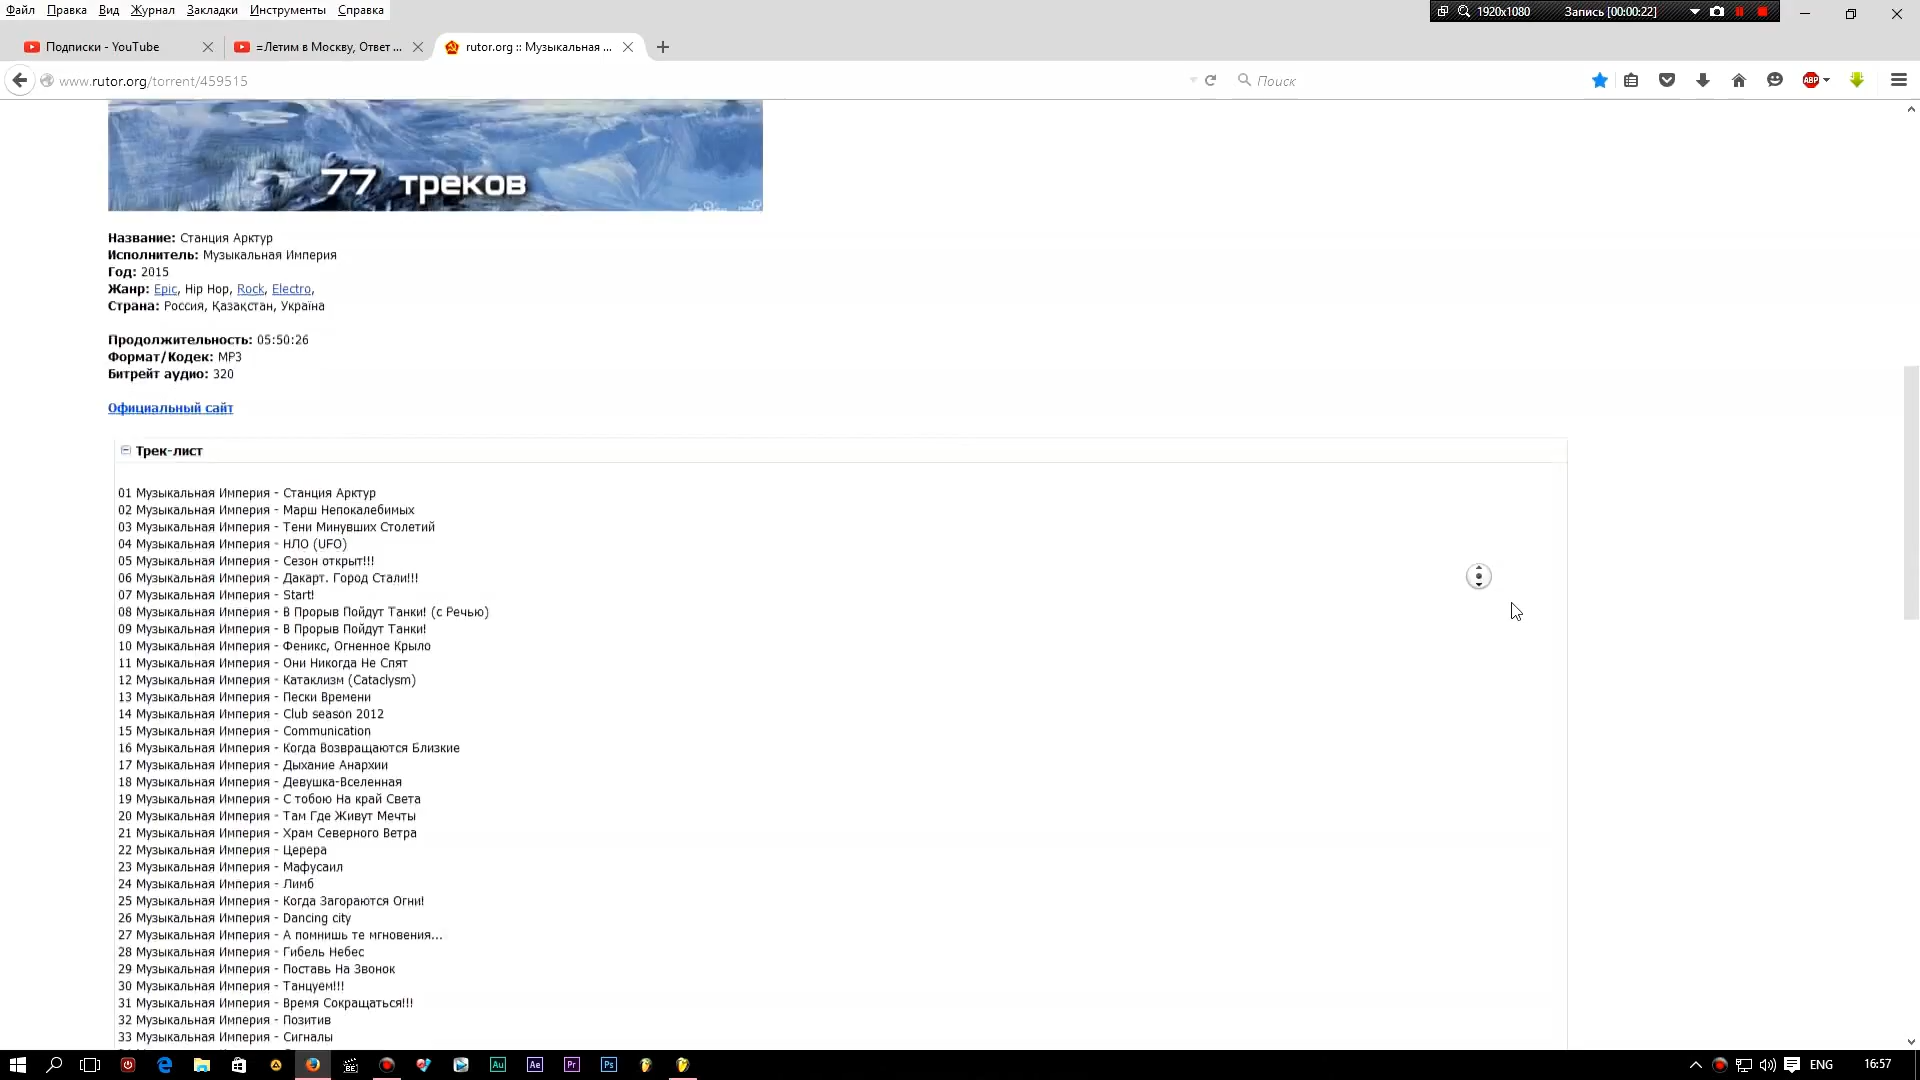 Файл Правка Вид Журнал Закладки Инструменты Справка
1920x1080 Запись [00:00:22]
Подписки - YouTube
=Летим в Москву, Ответ ...
rutor.org :: Музыкальная ...
www.rutor.org/torrent/459515
Поиск
ABP
77 треков
Название: Станция Арктур
Исполнитель: Музыкальная Империя
Год: 2015
Жанр: Epic, Hip Hop, Rock, Electro,
Страна: Россия, Қазақстан, Україна
Продолжительность: 05:50:26
Формат/Кодек: MP3
Битрейт аудио: 320
Официальный сайт
Трек-лист
01 Музыкальная Империя - Станция Арктур
02 Музыкальная Империя - Марш Непокалебимых
03 Музыкальная Империя - Тени Минувших Столетий
04 Музыкальная Империя - НЛО (UFO)
05 Музыкальная Империя - Сезон открыт!!!
06 Музыкальная Империя - Дакарт. Город Стали!!!
07 Музыкальная Империя - Start!
08 Музыкальная Империя - В Прорыв Пойдут Танки! (с Речью)
09 Музыкальная Империя - В Прорыв Пойдут Танки!
10 Музыкальная Империя - Феникс, Огненное Крыло
11 Музыкальная Империя - Они Никогда Не Спят
12 Музыкальная Империя - Катаклизм (Cataclysm)
13 Музыкальная Империя - Пески Времени
14 Музыкальная Империя - Club season 2012
15 Музыкальная Империя - Communication
16 Музыкальная Империя - Когда Возвращаются Близкие
17 Музыкальная Империя - Дыхание Анархии
18 Музыкальная Империя - Девушка-Вселенная
19 Музыкальная Империя - С тобою На край Света
20 Музыкальная Империя - Там Где Живут Мечты
21 Музыкальная Империя - Храм Северного Ветра
22 Музыкальная Империя - Церера
23 Музыкальная Империя - Мафусаил
24 Музыкальная Империя - Лимб
25 Музыкальная Империя - Когда Загораются Огни!
26 Музыкальная Империя - Dancing city
27 Музыкальная Империя - А помнишь те мгновения...
28 Музыкальная Империя - Гибель Небес
29 Музыкальная Империя - Поставь На Звонок
30 Музыкальная Империя - Танцуем!!!
31 Музыкальная Империя - Время Сокращаться!!!
32 Музыкальная Империя - Позитив
33 Музыкальная Империя - Сигналы
BE Au Ae Pr Ps ENG 16:57